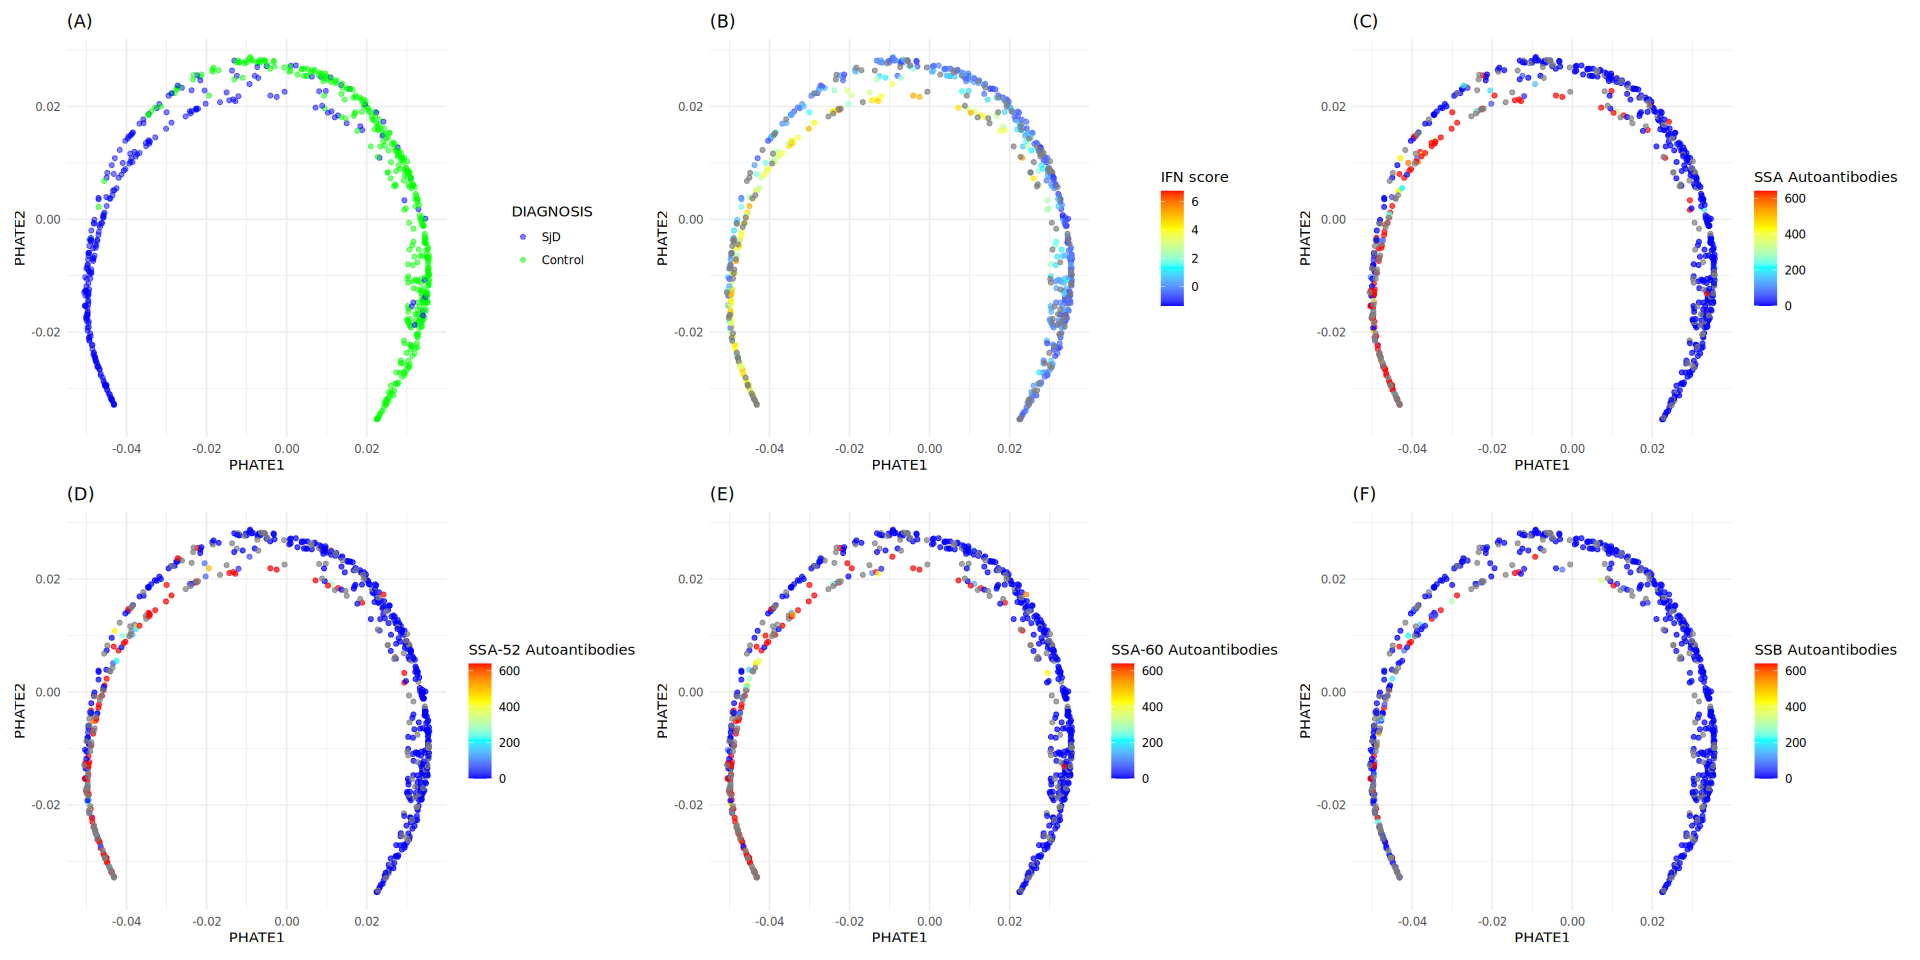 (A)
0.02
0.00
-0.02
-0.04
-0.02
0.00
0.02
PHATE1
PHATE2
DIAGNOSIS
SjD
Control
(B)
0.02
0.00
-0.02
-0.04
-0.02
0.00
0.02
PHATE1
PHATE2
IFN score
6
4
2
0
(C)
0.02
0.00
-0.02
-0.04
-0.02
0.00
0.02
PHATE1
PHATE2
SSA Autoantibodies
600
400
200
0
(D)
0.02
0.00
-0.02
-0.04
-0.02
0.00
0.02
PHATE1
PHATE2
SSA-52 Autoantibodies
600
400
200
0
(E)
0.02
0.00
-0.02
-0.04
-0.02
0.00
0.02
PHATE1
PHATE2
SSA-60 Autoantibodies
600
400
200
0
(F)
0.02
0.00
-0.02
-0.04
-0.02
0.00
0.02
PHATE1
PHATE2
SSB Autoantibodies
600
400
200
0